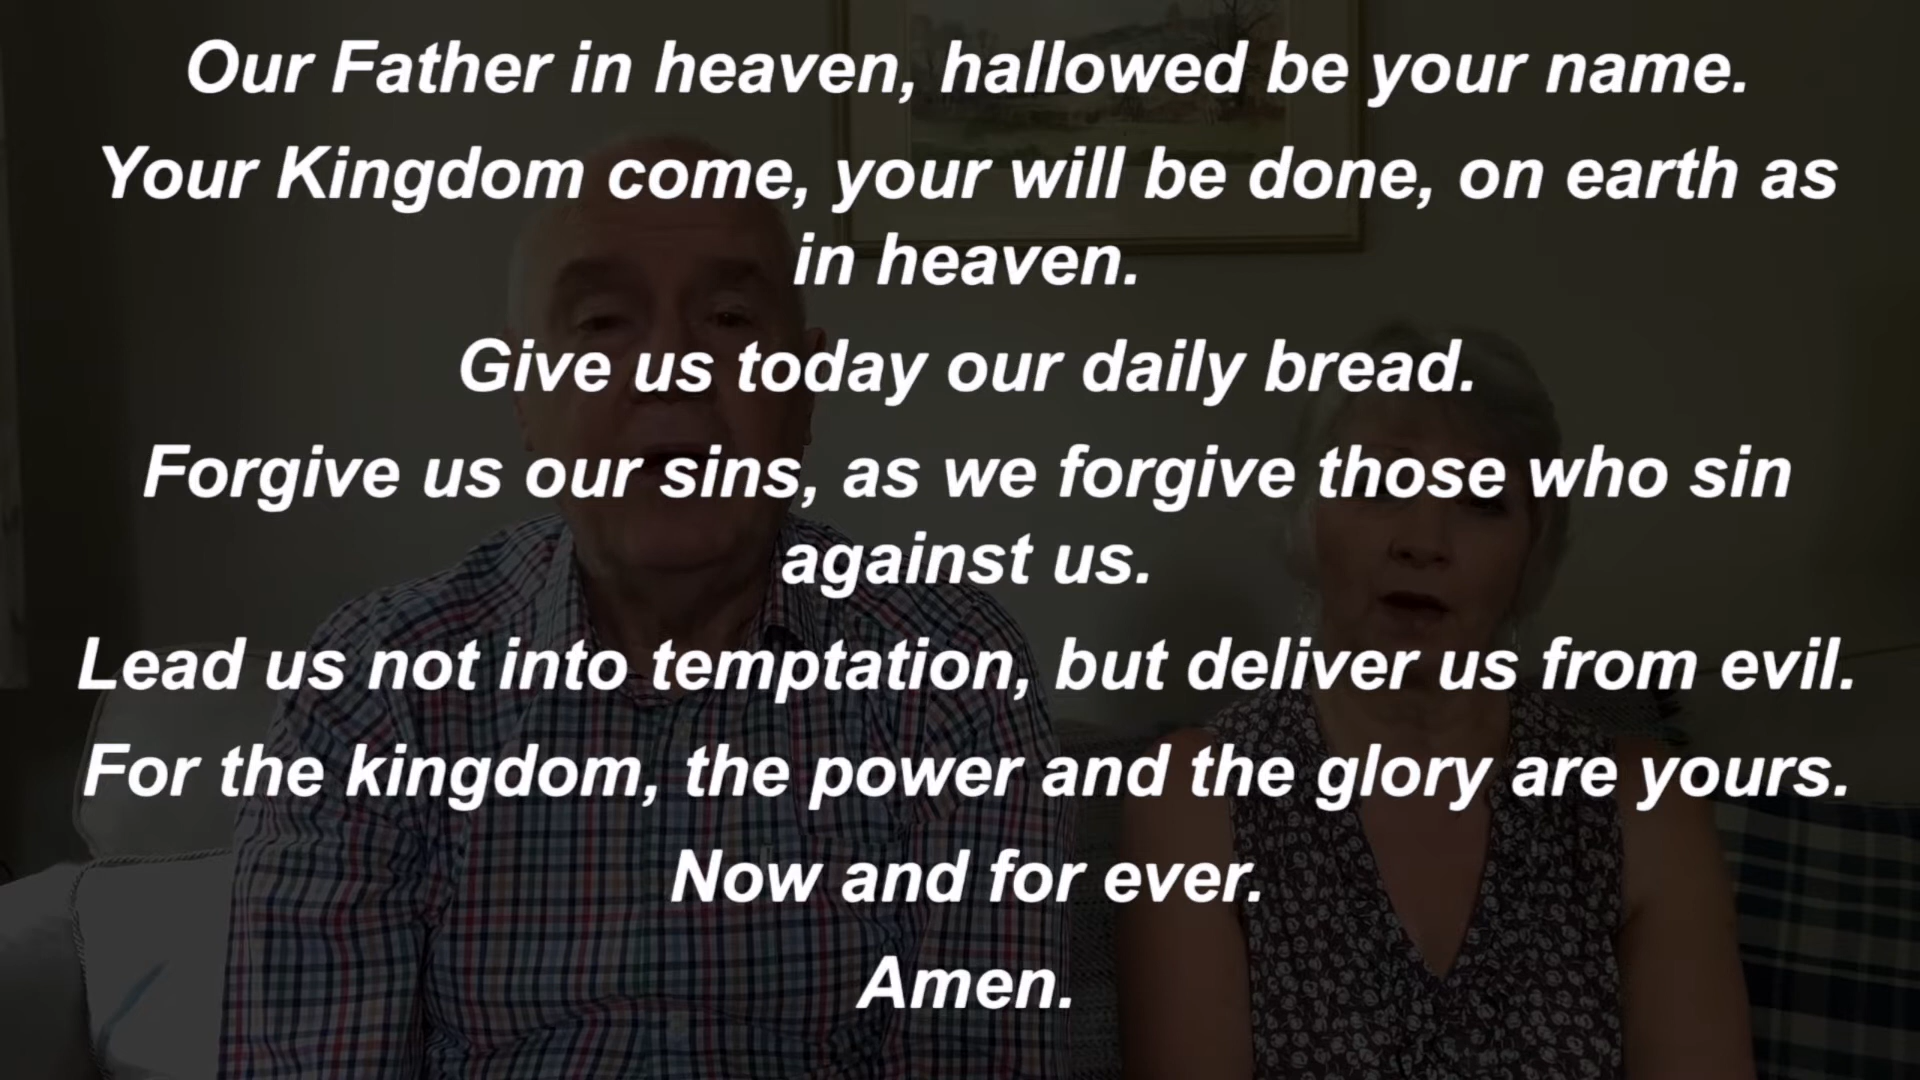 Our Father in heaven, hallowed be your name.
Your Kingdom come, your will be done, on earth as
in heaven.
Give us today our daily bread.
Forgive us our sins, as we forgive those who sin
against us.
Lead us not into temptation, but deliver us from evil.
For the kingdom, the power and the glory are yours.
Now and for ever.
Amen.